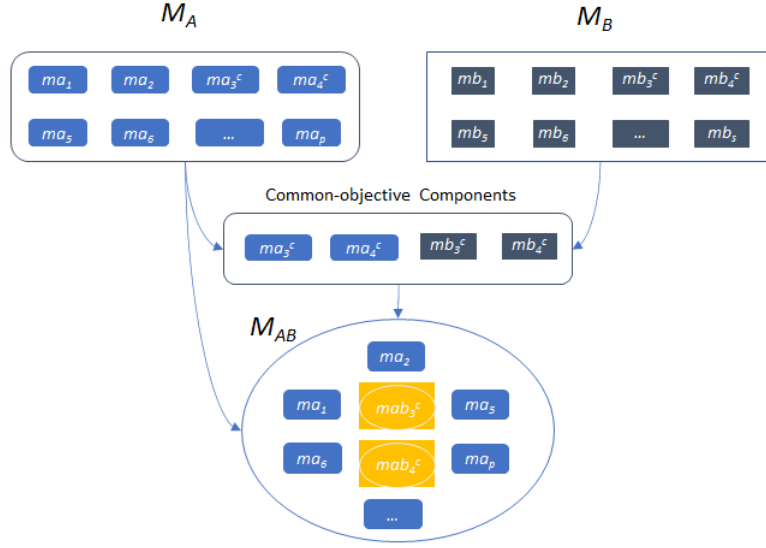 M_A M_B
ma_1 ma_2 ma_3^c ma_4^c mb_1 mb_2 mb_3^c mb_4^c
ma_5 ma_6 ... ma_p mb_5 mb_6 ... mb_s
Common-objective Components
ma_3^c ma_4^c mb_3^c mb_4^c
M_AB
ma_2
ma_1 mab_3^c ma_5
ma_6 mab_4^c ma_p
...